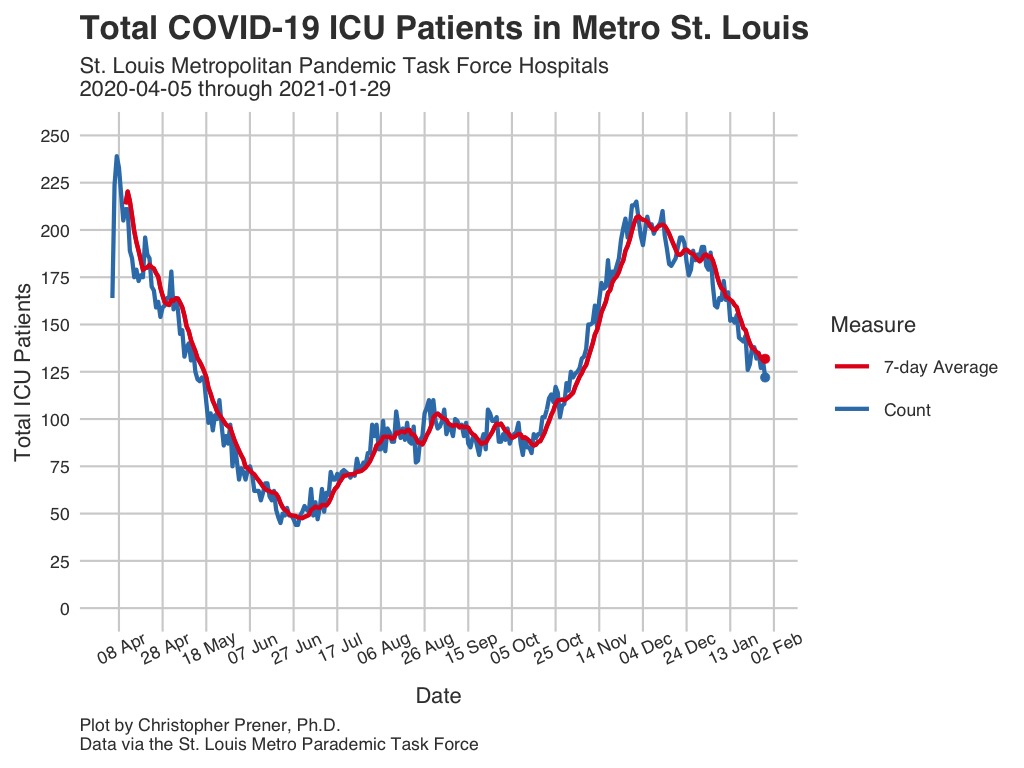 Total COVID-19 ICU Patients in Metro St. Louis
St. Louis Metropolitan Pandemic Task Force Hospitals
2020-04-05 through 2021-01-29
Total ICU Patients
250
225
200
175
150
125
100
75
50
25
0
08 Apr
28 Apr
18 May
07 Jun
27 Jun
17 Jul
06 Aug
26 Aug
15 Sep
05 Oct
25 Oct
14 Nov
04 Dec
24 Dec
13 Jan
02 Feb
Date
Measure
7-day Average
Count
Plot by Christopher Prener, Ph.D.
Data via the St. Louis Metro Parademic Task Force